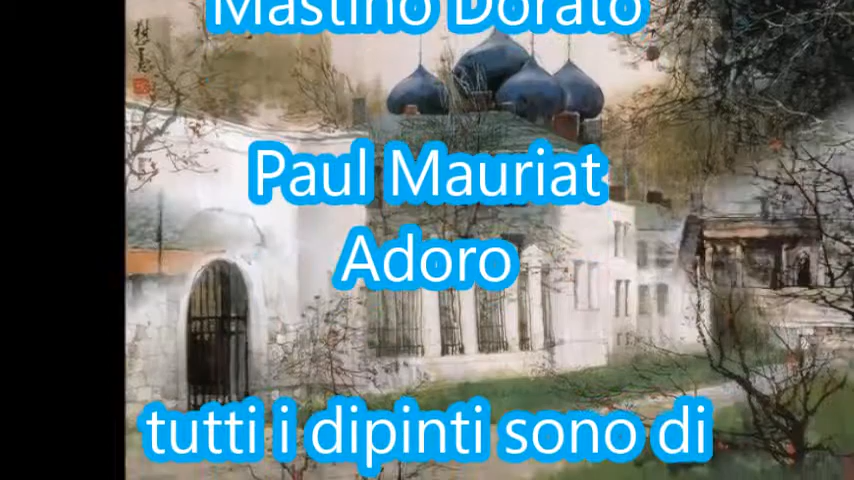 Mastino Dorato
Paul Mauriat
Adoro
tutti i dipinti sono di